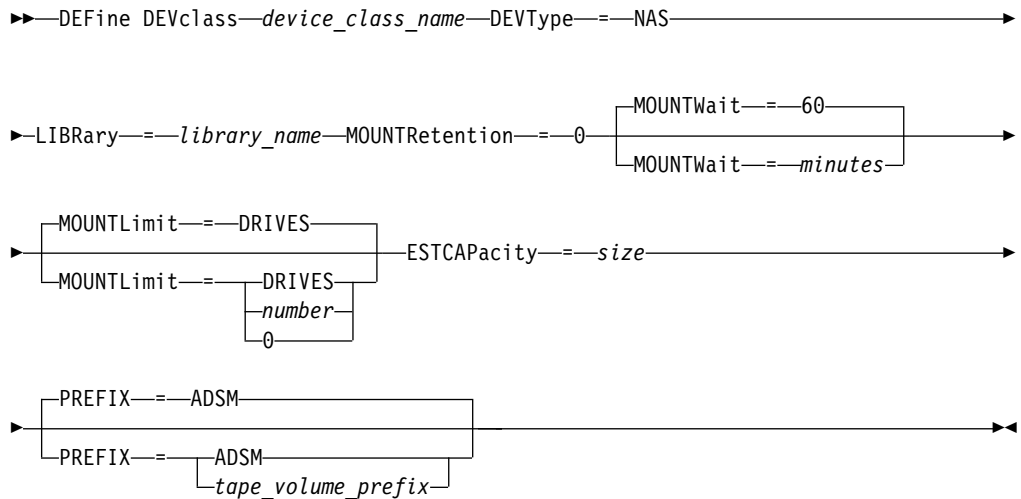 DEFine DEVclass device_class_name DEVType = NAS
MOUNTWait = 60
LIBRary = library_name MOUNTRetention = 0
MOUNTWait = minutes
MOUNTLimit = DRIVES
ESTCAPacity = size
MOUNTLimit = DRIVES
number
0
PREFIX = ADSM
PREFIX = ADSM
tape_volume_prefix